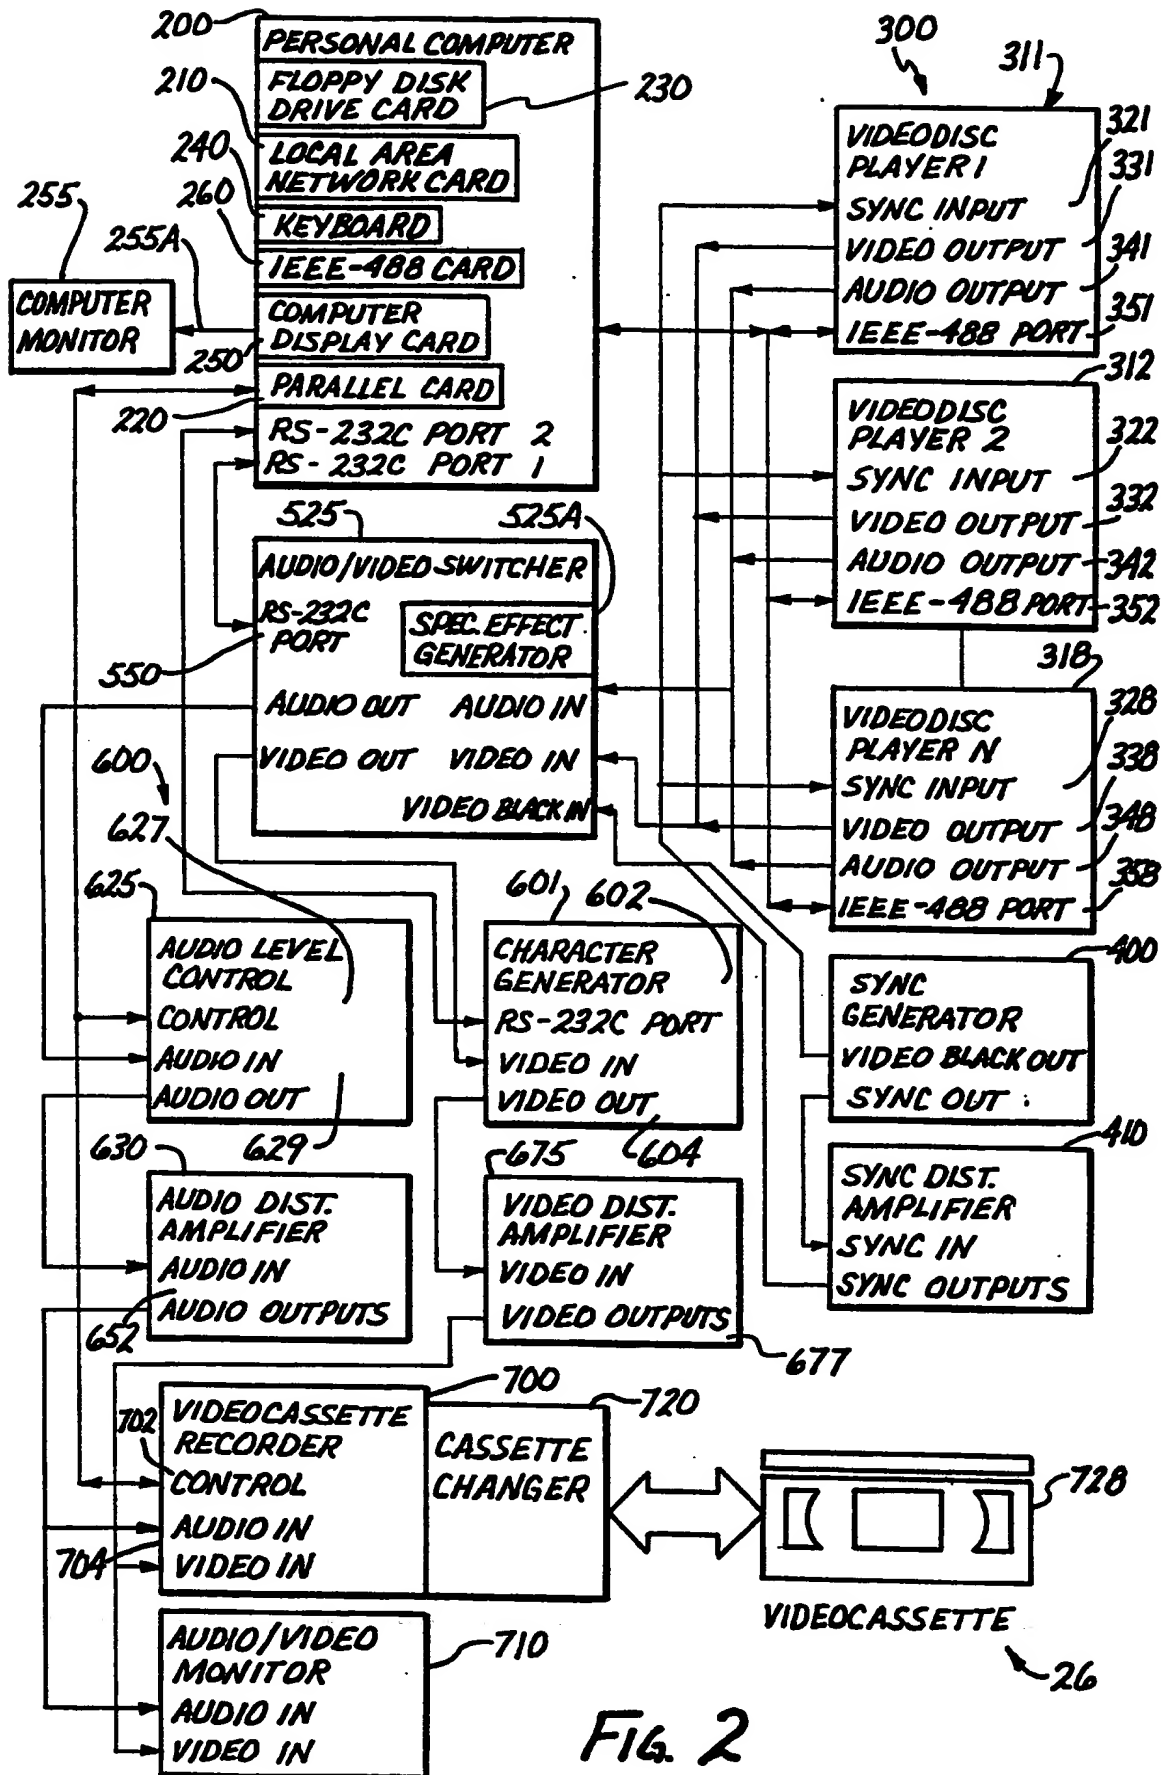 200
PERSONAL COMPUTER
FLOPPY DISK
DRIVE CARD
230
210
LOCAL AREA
NETWORK CARD
240
KEYBOARD
260
IEEE-488 CARD
255
255A
COMPUTER
MONITOR
COMPUTER
DISPLAY CARD
250
PARALLEL CARD
220
RS-232C PORT 2
RS-232C PORT 1
300
311
VIDEODISC
PLAYER 1
321
SYNC INPUT
331
VIDEO OUTPUT
341
AUDIO OUTPUT
351
IEEE-488 PORT
312
VIDEODISC
PLAYER 2
322
SYNC INPUT
332
VIDEO OUTPUT
AUDIO OUTPUT
342
IEEE-488 PORT
352
318
VIDEODISC
PLAYER N
328
SYNC INPUT
338
VIDEO OUTPUT
348
AUDIO OUTPUT
358
IEEE-488 PORT
525
525A
AUDIO/VIDEO SWITCHER
RS-232C
PORT
SPEC. EFFECT
GENERATOR
550
AUDIO OUT AUDIO IN
VIDEO OUT VIDEO IN
VIDEO BLACK IN
600
627
625
AUDIO LEVEL
CONTROL
CONTROL
AUDIO IN
AUDIO OUT
629
601
602
CHARACTER
GENERATOR
RS-232C PORT
VIDEO IN
VIDEO OUT
604
400
SYNC
GENERATOR
VIDEO BLACK OUT
SYNC OUT
410
SYNC DIST.
AMPLIFIER
SYNC IN
SYNC OUTPUTS
630
AUDIO DIST.
AMPLIFIER
AUDIO IN
AUDIO OUTPUTS
652
675
VIDEO DIST.
AMPLIFIER
VIDEO IN
VIDEO OUTPUTS
677
700
702
VIDEOCASSETTE
RECORDER
CONTROL
AUDIO IN
704
VIDEO IN
720
CASSETTE
CHANGER
728
VIDEOCASSETTE
26
AUDIO/VIDEO
MONITOR
710
AUDIO IN
VIDEO IN
FIG. 2